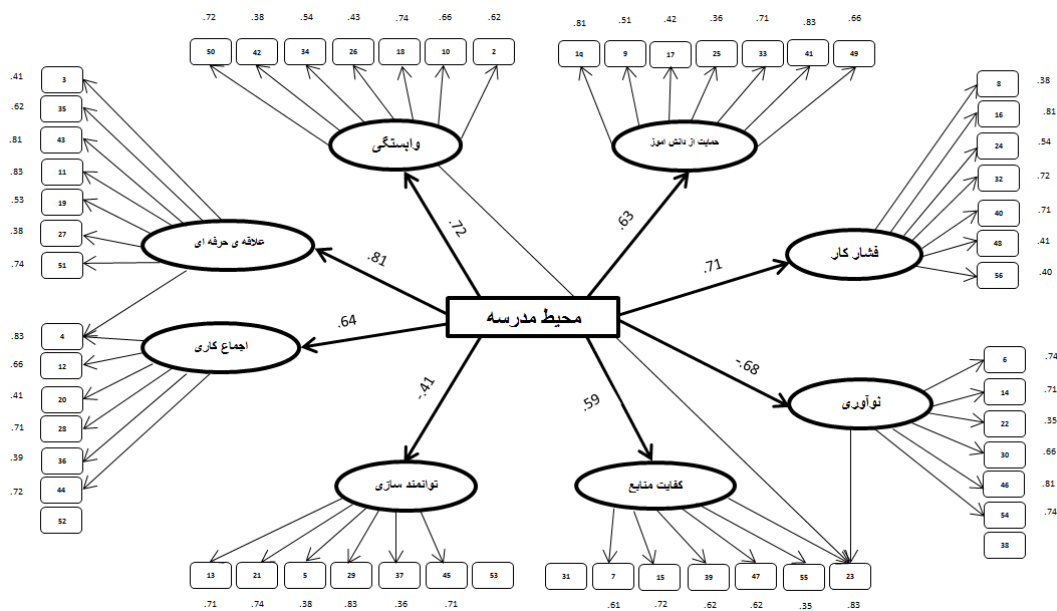 .72 .38 .54 .43 .74 .66 .62
50 42 34 26 18 10 2
.81 .51 .42 .36 .71 .83 .66
1q 9 17 25 33 41 49
وابستگی
حمایت از دانش اموز
.41 3
.62 35
.81 43
.83 11
.53 19
.38 27
.74 51
علاقه ی حرفه ای
8 .38
16 .81
24 .54
32 .72
40 .71
48 .41
56 .40
فشار کار
.72
.63
.81
.71
محیط مدرسه
.64
-.68
-.41
.59
.83 4
.66 12
.41 20
.71 28
.39 36
.72 44
52
اجماع کاری
6 .74
14 .71
22 .35
30 .66
46 .81
54 .74
38
نوآوری
توانمند سازی
کفایت منابع
13 21 5 29 37 45 53
.71 .74 .38 .83 .36 .71
31 7 15 39 47 55 23
.61 .72 .62 .62 .35 .83